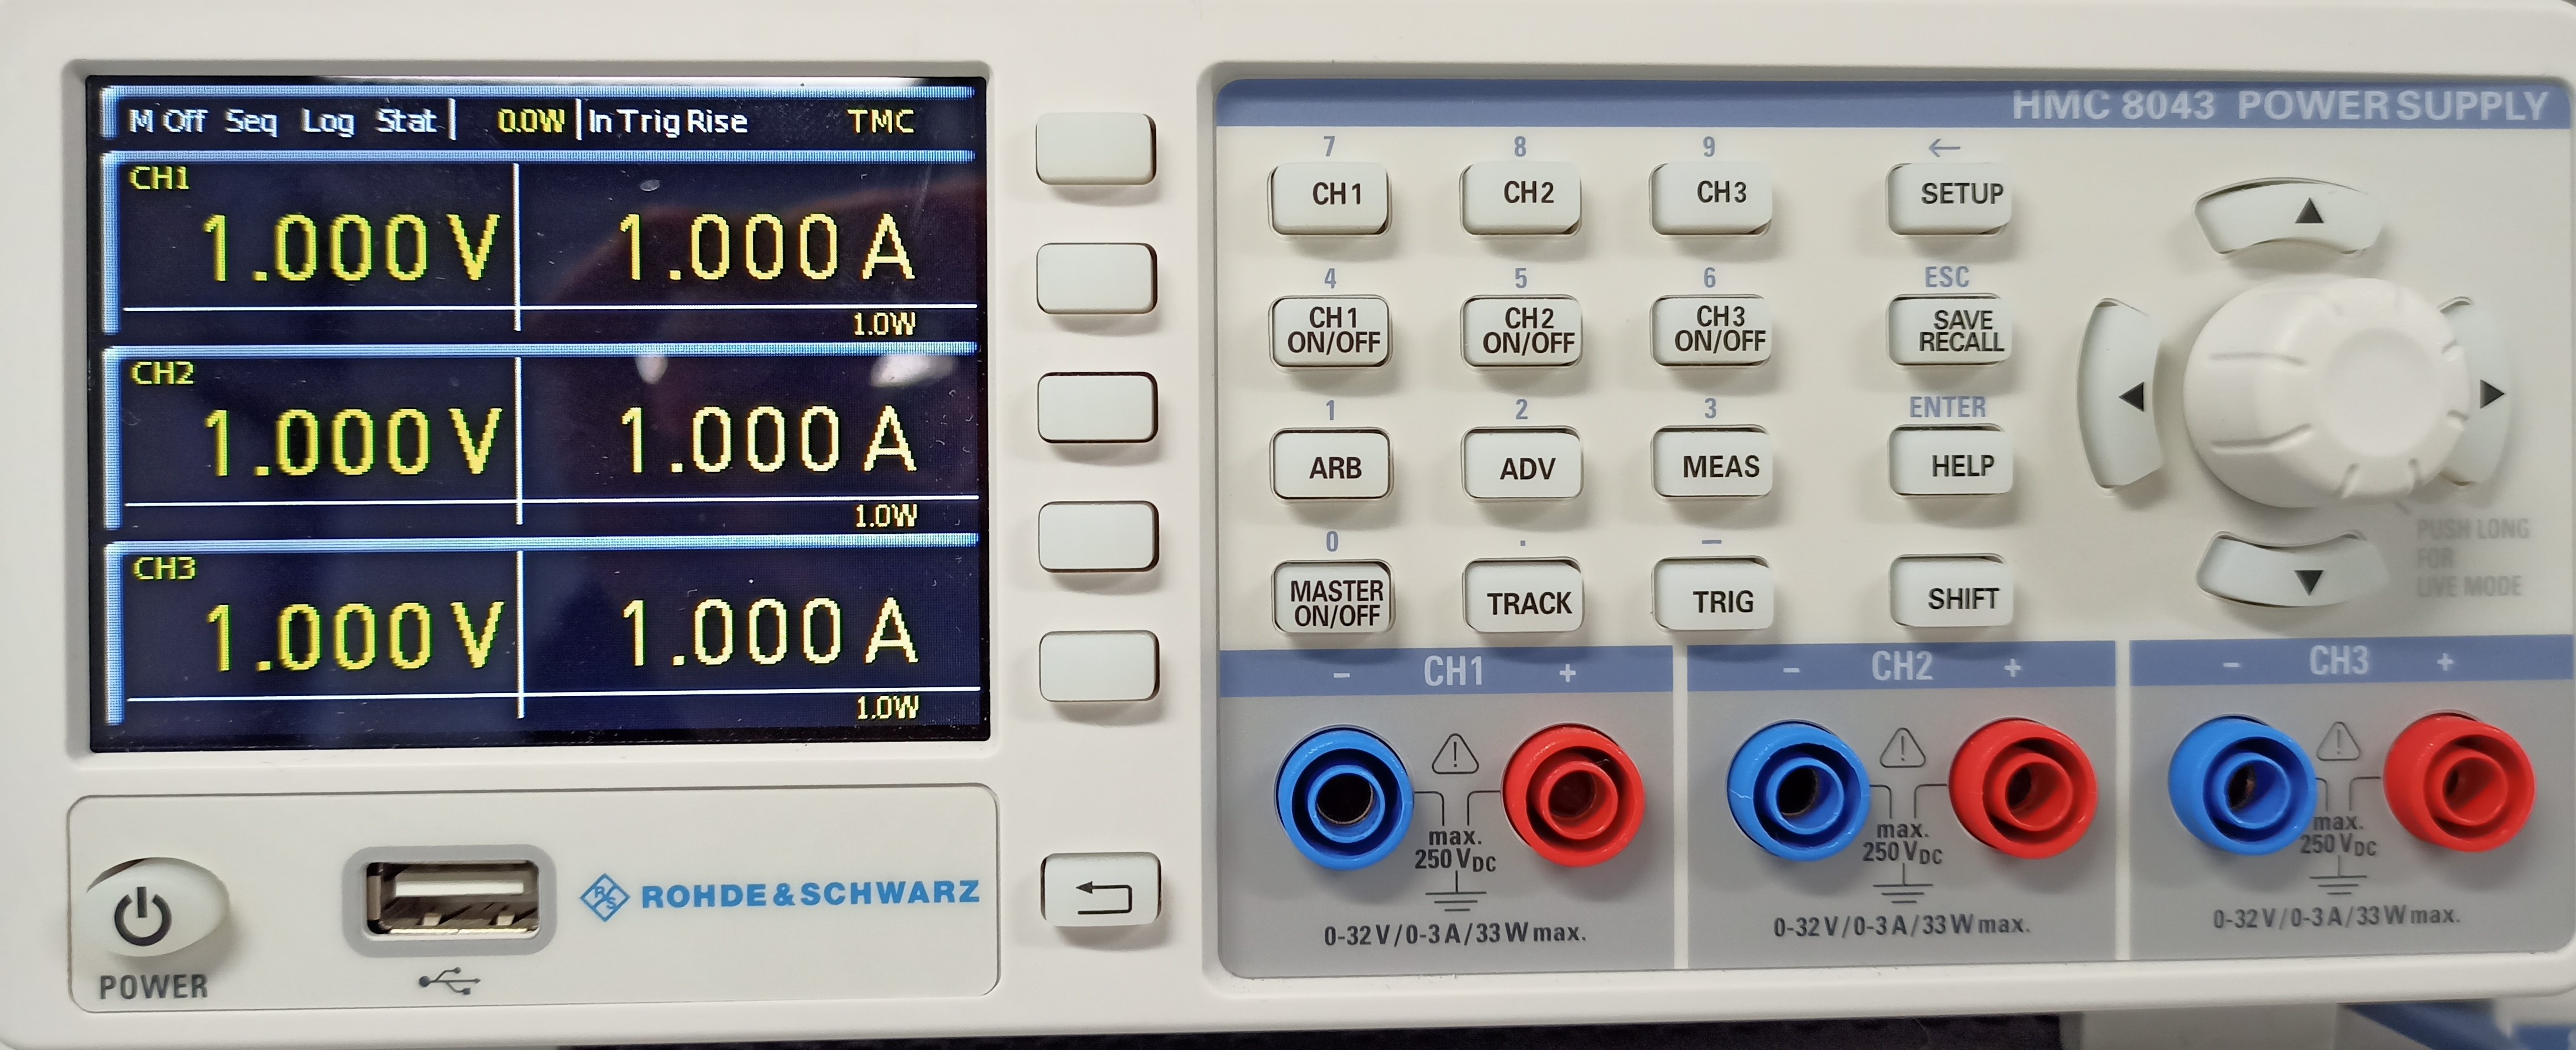 M Off Seq Log Stat 0.0W In Trig Rise TMC
CH1
1.000 V 1.000 A
1.0W
CH2
1.000 V 1.000 A
1.0W
CH3
1.000 V 1.000 A
1.0W
POWER
ROHDE & SCHWARZ
HMC 8043 POWER SUPPLY
7 8 9 ←
CH1 CH2 CH3 SETUP
4 5 6 ESC
CH1 ON/OFF
CH2 ON/OFF
CH3 ON/OFF
SAVE RECALL
1 2 3 ENTER
ARB ADV MEAS HELP
0 . –
MASTER ON/OFF
TRACK TRIG SHIFT
PUSH LONG
FOR
LIVE MODE
– CH1 +
max.
250 VDC
0-32 V/0-3 A/33 W max.
– CH2 +
max.
250 VDC
0-32 V/0-3 A/33 W max.
– CH3 +
max.
250 VDC
0-32 V/0-3 A/33 W max.